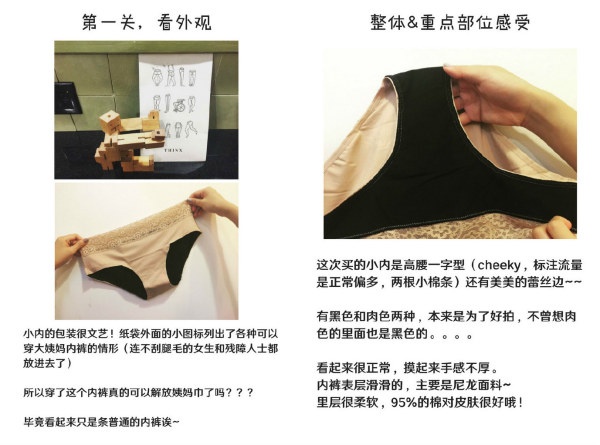 第一关，看外观
THINX
小内的包装很文艺！纸袋外面的小图标列出了各种可以
穿大姨妈内裤的情形（连不刮腿毛的女生和残障人士都
放进去了）
所以穿了这个内裤真的可以解放姨妈巾了吗？？？
毕竟看起来只是条普通的内裤诶~
整体&重点部位感受
这次买的小内是高腰一字型（cheeky，标注流量
是正常偏多，两根小棉条）还有美美的蕾丝边~~
有黑色和肉色两种，本来是为了好拍，不曾想肉
色的里面也是黑色的。。。。
看起来很正常，摸起来手感不厚。
内裤表层滑滑的，主要是尼龙面料~
里层很柔软，95%的棉对皮肤很好哦！